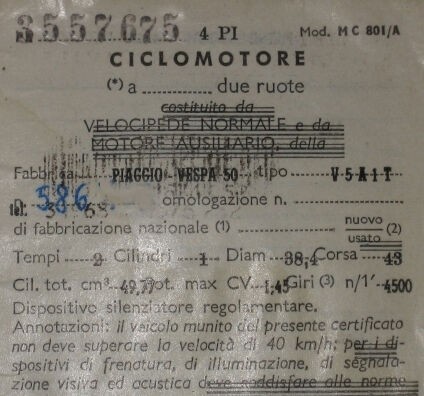 3557675 4 PI Mod. MC 801/A
CICLOMOTORE
(*) a ............ due ruote
costituito da
VELOCIPEDE NORMALE e da
MOTORE AUSILIARIO, della
Fabbrica PIAGGIO VESPA 50 tipo V5A1T
586 3 68 omologazione n. ............
di fabbricazione nazionale (1) ............ nuovo
usato (2)
Tempi 2 Cilindri 1 Diam 38,4 Corsa 43
Cil. tot. cm³ 49,77 Pot. max CV. 1,45 Giri (3) n/1' 4500
Dispositivo silenziatore regolamentare.
Annotazioni: il veicolo munito del presente certificato
non deve superare la velocità di 40 km/h; per i di-
spositivi di frenatura, di illuminazione, di segnala-
zione visiva ed acustica deve soddisfare alle norme